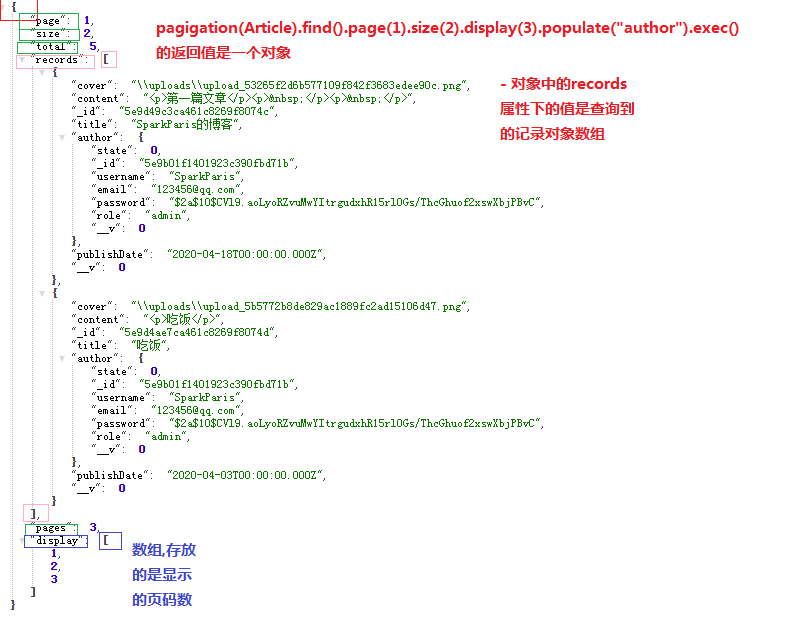 {
"page": 1,
"size": 2,
"total": 5,
"records": [
{
"cover": "\\uploads\\upload_53265f2d6b577109f842f3683edee90c.png",
"content": "<p>第一篇文章</p><p>&nbsp;</p><p>&nbsp;</p>",
"_id": "5e9d49c3ca461c8269f8074c",
"title": "SparkParis的博客",
"author": {
"state": 0,
"_id": "5e9b01f1401923c390fbd71b",
"username": "SparkParis",
"email": "123456@qq.com",
"password": "$2a$10$CVl9.aoLyoRZvuMwYItrgudxhR15rlOGs/ThcGhuof2xswXbjPBvC",
"role": "admin",
"__v": 0
},
"publishDate": "2020-04-18T00:00:00.000Z",
"__v": 0
},
{
"cover": "\\uploads\\upload_5b5772b8de829ac1889fc2ad15106d47.png",
"content": "<p>吃饭</p>",
"_id": "5e9d4ae7ca461c8269f8074d",
"title": "吃饭",
"author": {
"state": 0,
"_id": "5e9b01f1401923c390fbd71b",
"username": "SparkParis",
"email": "123456@qq.com",
"password": "$2a$10$CVl9.aoLyoRZvuMwYItrgudxhR15rlOGs/ThcGhuof2xswXbjPBvC",
"role": "admin",
"__v": 0
},
"publishDate": "2020-04-03T00:00:00.000Z",
"__v": 0
}
],
"pages": 3,
"display": [
1,
2,
3
]
}
pagigation(Article).find().page(1).size(2).display(3).populate("author").exec()
的返回值是一个对象
- 对象中的records
属性下的值是查询到
的记录对象数组
数组,存放
的是显示
的页码数